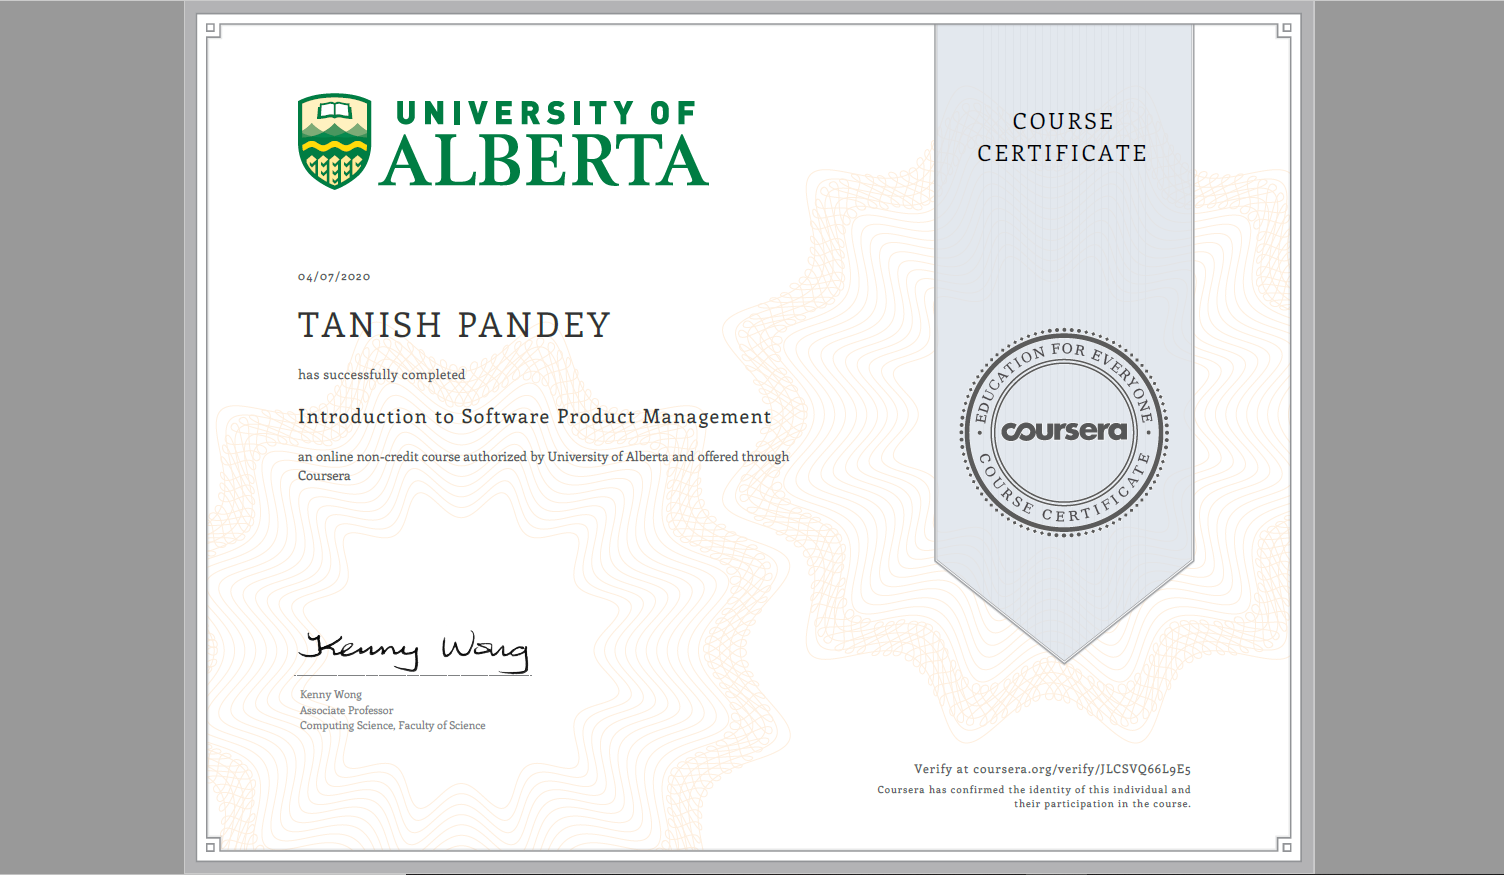 UNIVERSITY OF
ALBERTA
COURSE
CERTIFICATE
04/07/2020
TANISH PANDEY
has successfully completed
Introduction to Software Product Management
an online non-credit course authorized by University of Alberta and offered through
Coursera
EDUCATION FOR EVERYONE
coursera
COURSE CERTIFICATE
Kenny Wong
Kenny Wong
Associate Professor
Computing Science, Faculty of Science
Verify at coursera.org/verify/JLCSVQ66L9E5
Coursera has confirmed the identity of this individual and
their participation in the course.